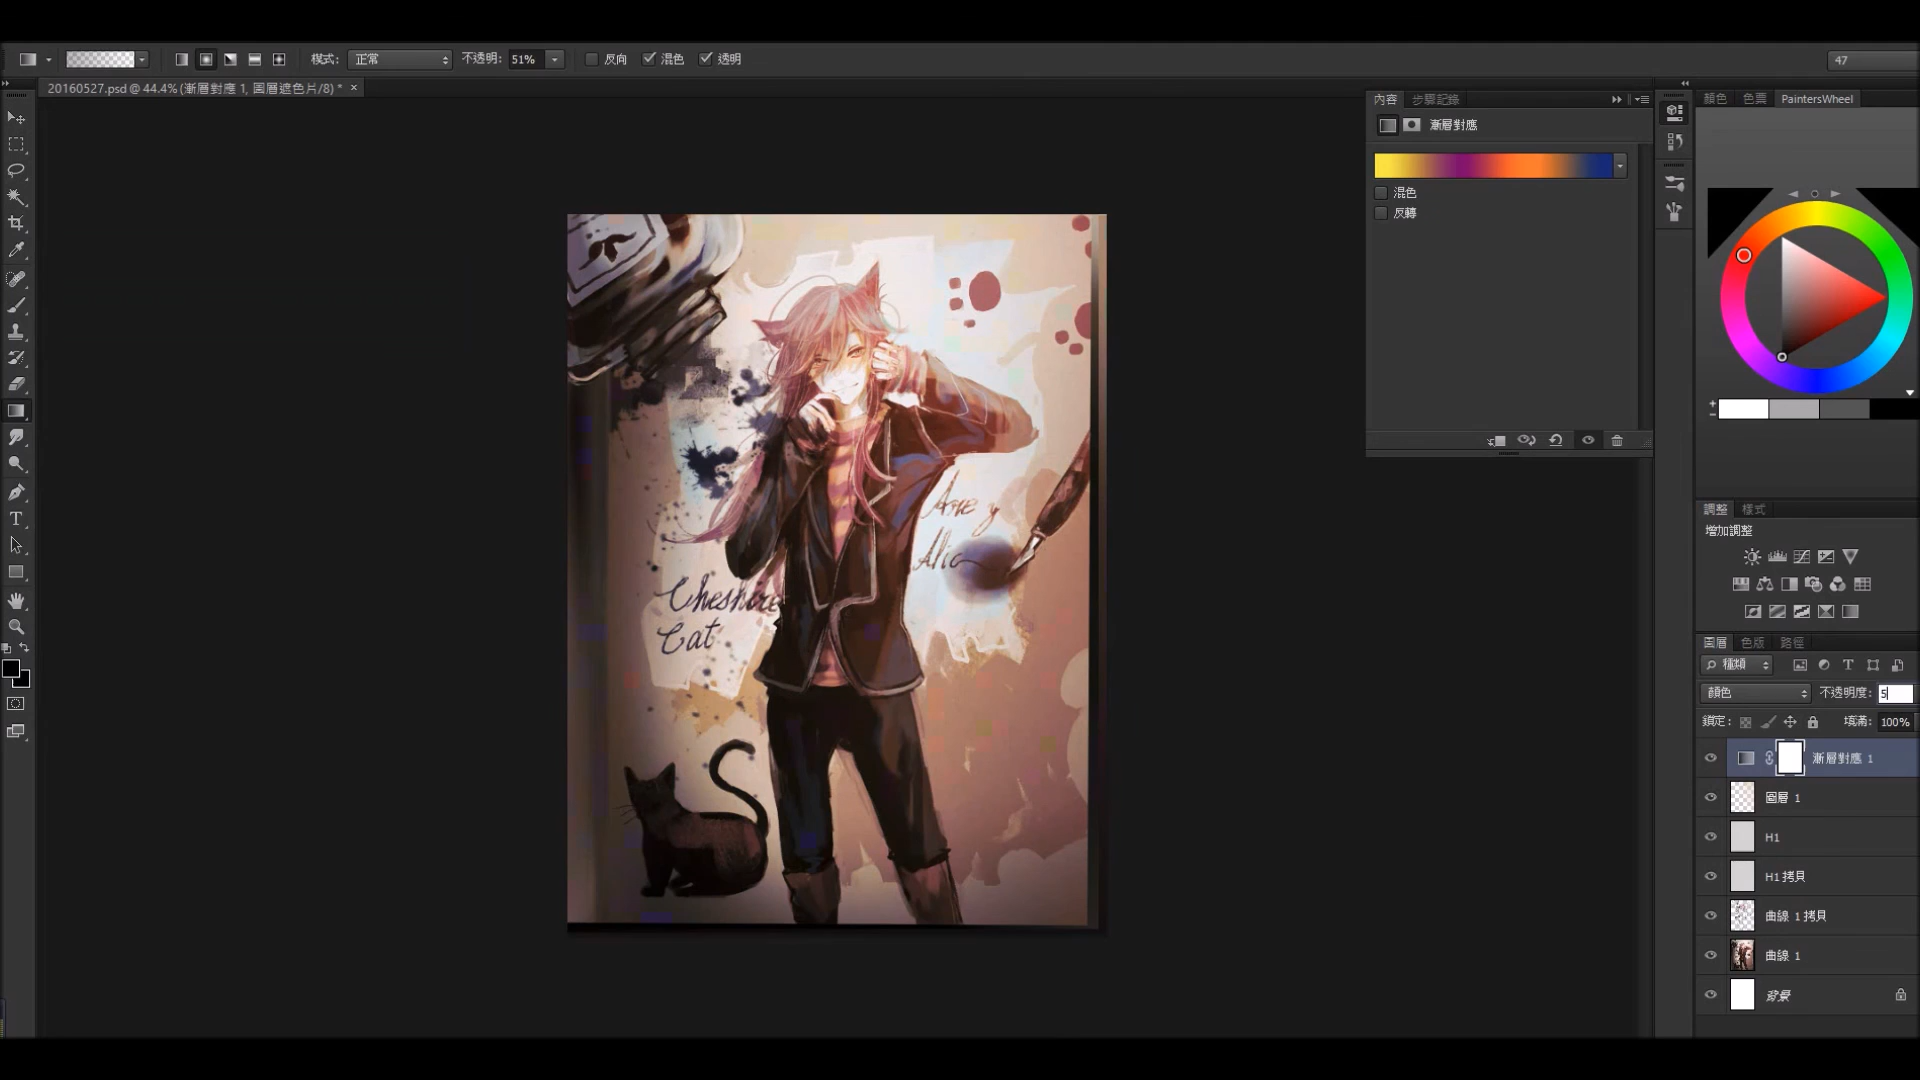 模式: 正常 不透明: 51% 反向 混色 透明 47
20160527.psd @ 44.4% (漸層對應 1, 圖層遮色片/8) * ×
內容 步驟記錄
漸層對應
混色
反轉
顏色 色票 PaintersWheel
調整 樣式
增加調整
圖層 色版 路徑
種類
顏色 不透明度: 5
鎖定: 填滿: 100%
漸層對應 1
圖層 1
H1
H1 拷貝
曲線 1 拷貝
曲線 1
背景
Cheshire
Cat